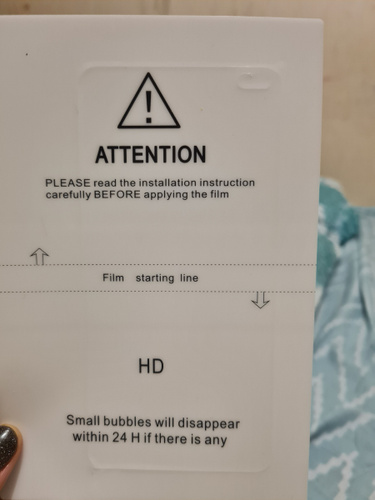 ATTENTION
PLEASE read the installation instruction
carefully BEFORE applying the film
Film starting line
HD
Small bubbles will disappear
within 24 H if there is any